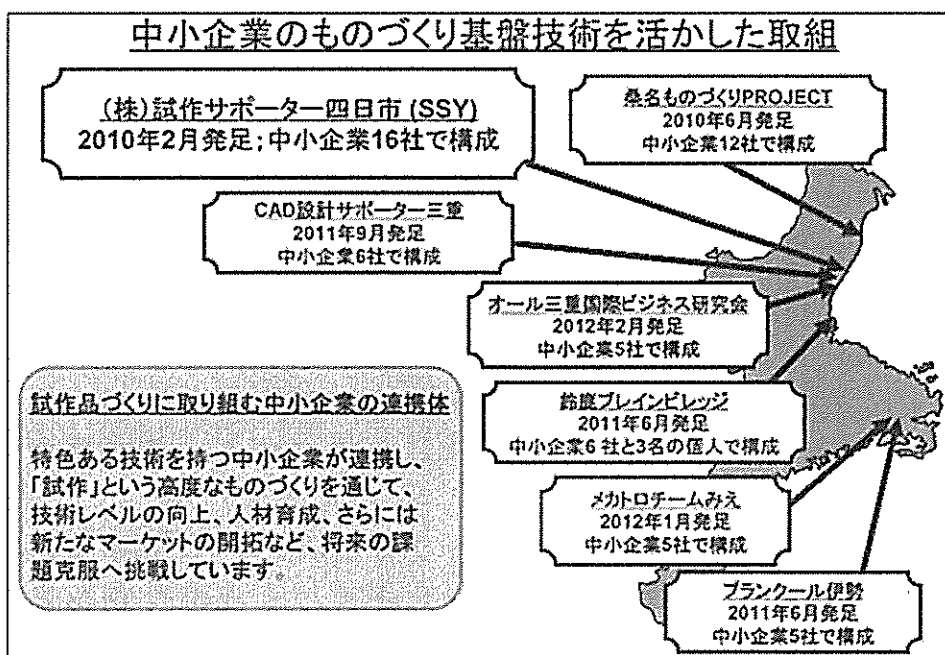 中小企業のものづくり基盤技術を活かした取組
(株)試作サポーター四日市(SSY)
2010年2月発足;中小企業16社で構成
桑名ものづくりPROJECT
2010年6月発足
中小企業12社で構成
CAD設計サポーター三重
2011年9月発足
中小企業6社で構成
オール三重国際ビジネス研究会
2012年2月発足
中小企業5社で構成
鈴鹿ブレインビレッジ
2011年6月発足
中小企業6 社と3名の個人で構成
メカトロチームみえ
2012年1月発足
中小企業5社で構成
ブランクール伊勢
2011年6月発足
中小企業5社で構成
試作品づくりに取り組む中小企業の連携体
特色ある技術を持つ中小企業が連携し、
「試作」という高度なものづくりを通じて、
技術レベルの向上、人材育成、さらには
新たなマーケットの開拓など、将来の課
題克服へ挑戦しています。